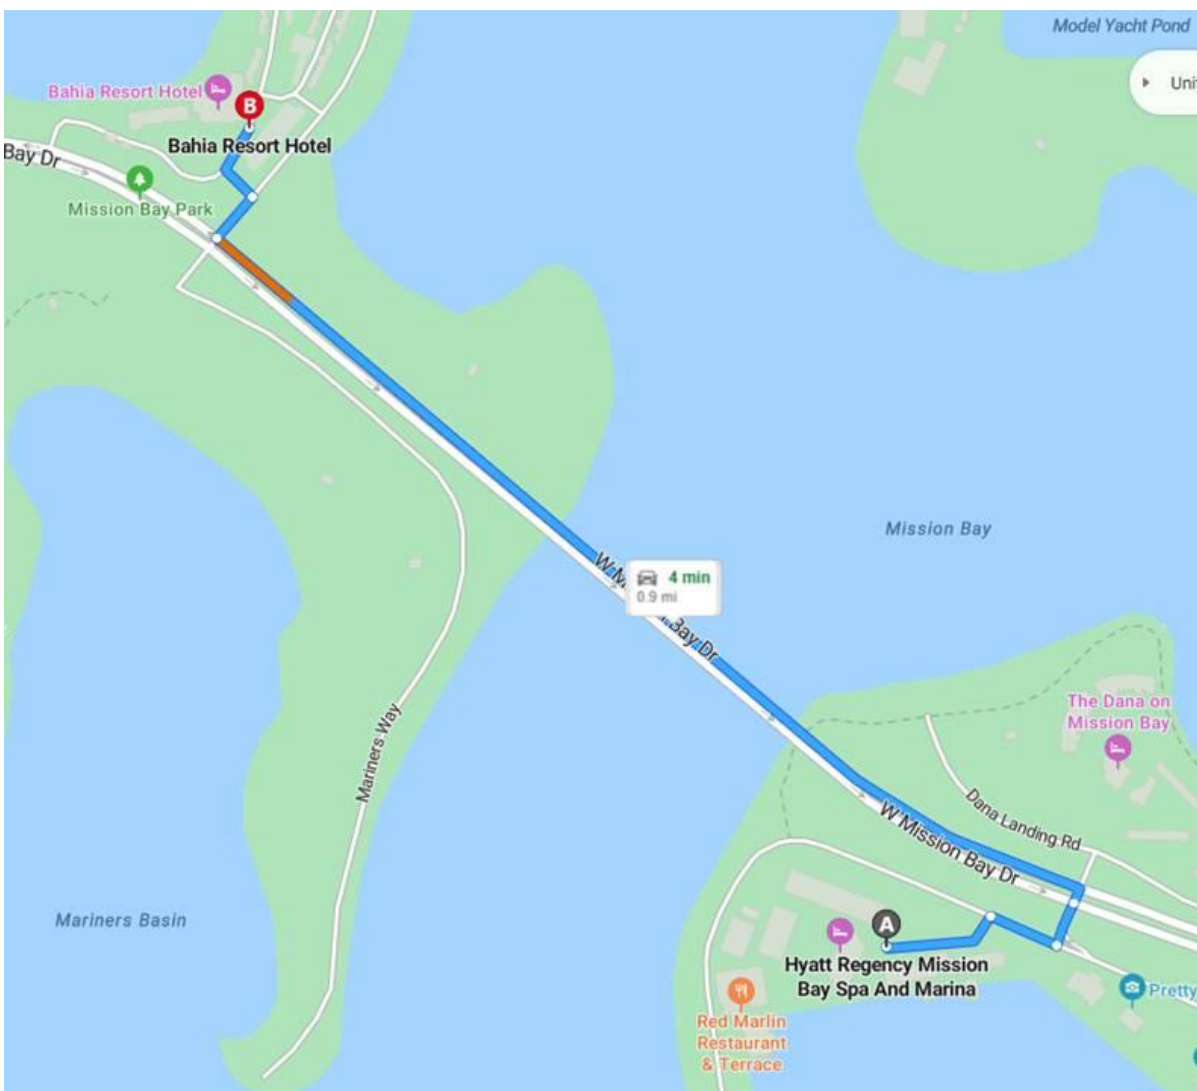 Model Yacht Pond
Uni
Bahia Resort Hotel
B
Bahia Resort Hotel
Bay Dr
Mission Bay Park
Mission Bay
W M
Bay Dr
4 min
0.9 mi
The Dana on
Mission Bay
Mariners Way
Dana Landing Rd
W Mission Bay Dr
Mariners Basin
A
Hyatt Regency Mission
Bay Spa And Marina
Pretty
Red Marlin
Restaurant
& Terrace